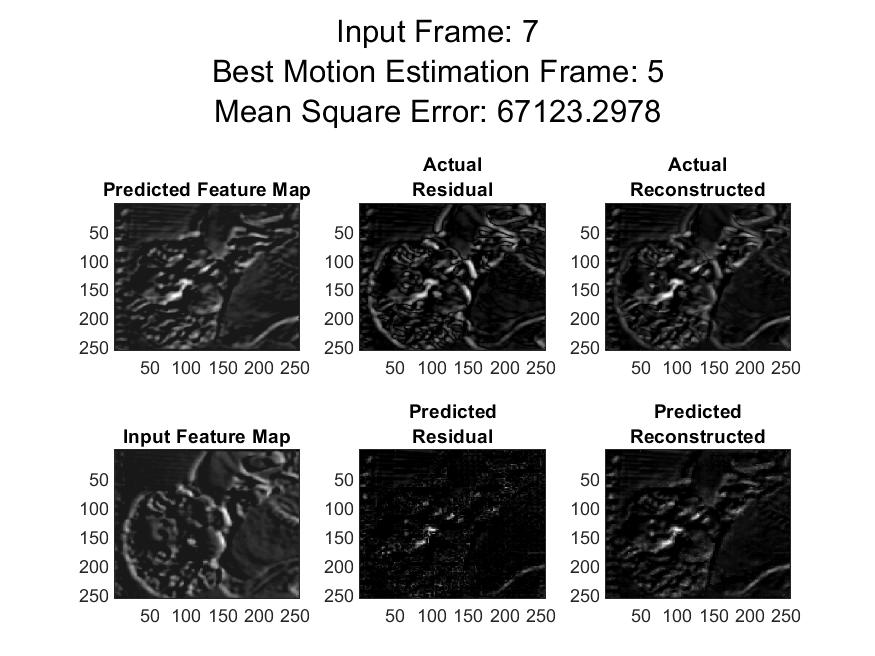 Input Frame: 7
Best Motion Estimation Frame: 5
Mean Square Error: 67123.2978
Predicted Feature Map
Actual
Residual
Actual
Reconstructed
50
100
150
200
250
50 100 150 200 250
50
100
150
200
250
50 100 150 200 250
50
100
150
200
250
50 100 150 200 250
Input Feature Map
Predicted
Residual
Predicted
Reconstructed
50
100
150
200
250
50 100 150 200 250
50
100
150
200
250
50 100 150 200 250
50
100
150
200
250
50 100 150 200 250